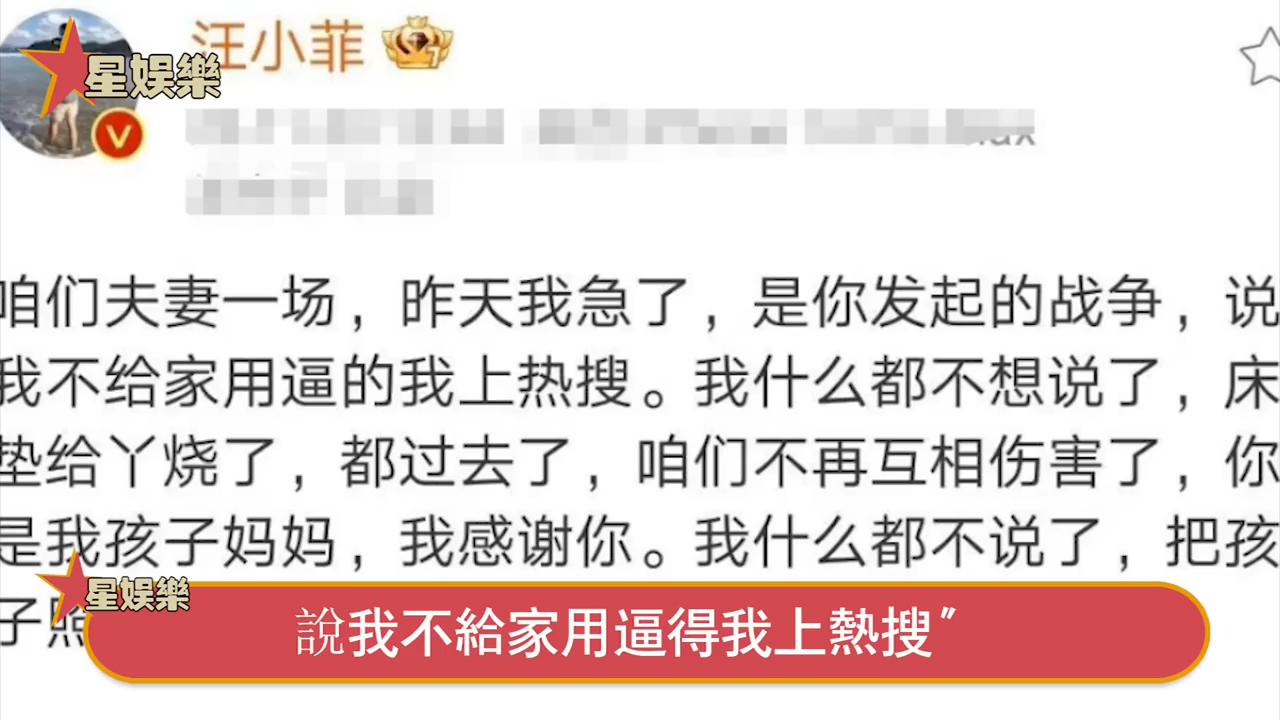 汪小菲
星娱樂
咱们夫妻一场，昨天我急了，是你发起的战争，说
我不给家用逼的我上热搜。我什么都不想说了，床
垫给丫烧了，都过去了，咱们不再互相伤害了，你
是我孩子妈妈，我感谢你。我什么都不说了，把孩
子照
星娱樂
說我不給家用逼得我上熱搜”